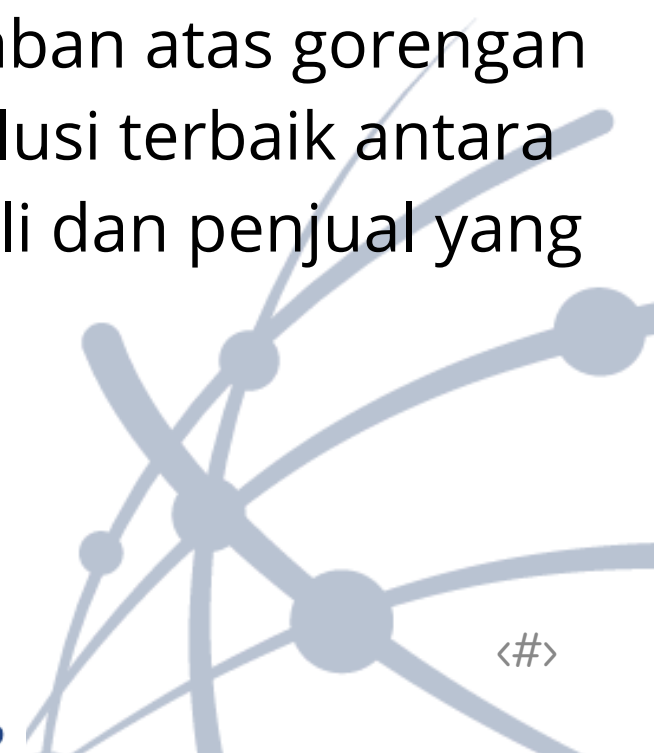 ban atas gorengan
lusi terbaik antara
li dan penjual yang
‹#›